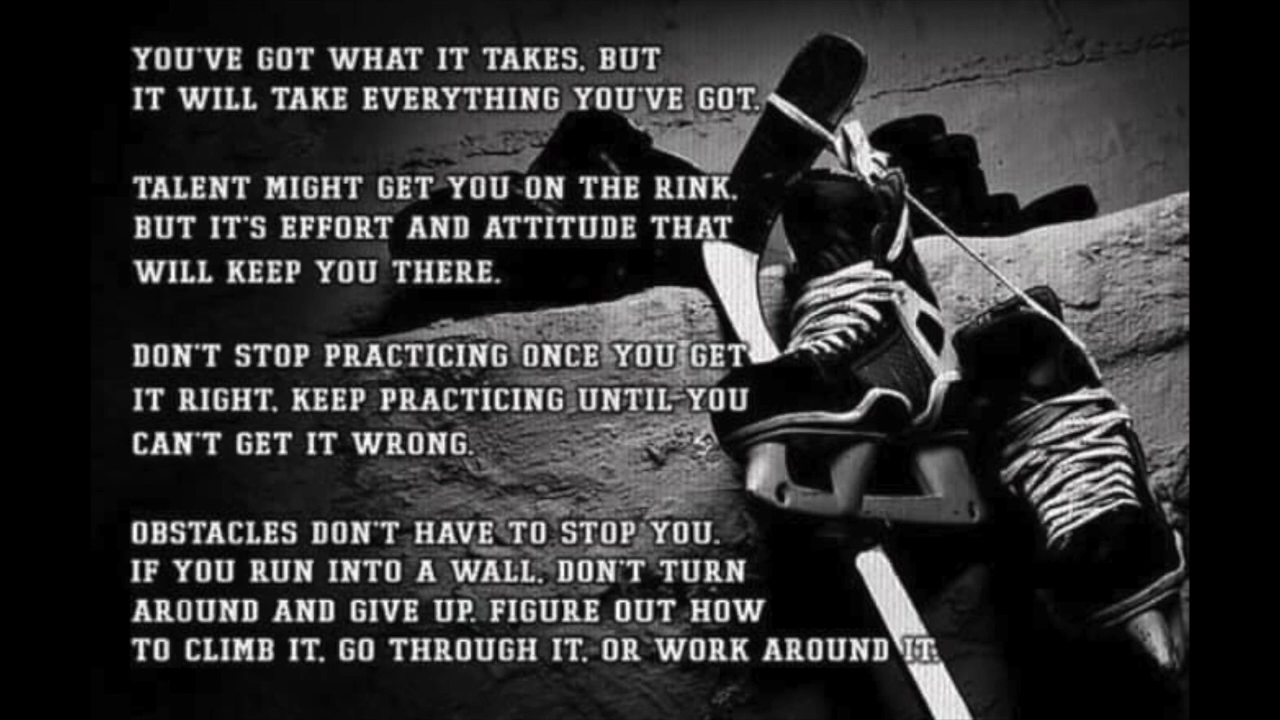 YOU'VE GOT WHAT IT TAKES, BUT
IT WILL TAKE EVERYTHING YOU'VE GOT.
TALENT MIGHT GET YOU ON THE RINK,
BUT IT'S EFFORT AND ATTITUDE THAT
WILL KEEP YOU THERE.
DON'T STOP PRACTICING ONCE YOU GET
IT RIGHT, KEEP PRACTICING UNTIL YOU
CAN'T GET IT WRONG.
OBSTACLES DON'T HAVE TO STOP YOU.
IF YOU RUN INTO A WALL, DON'T TURN
AROUND AND GIVE UP. FIGURE OUT HOW
TO CLIMB IT, GO THROUGH IT, OR WORK AROUND IT.